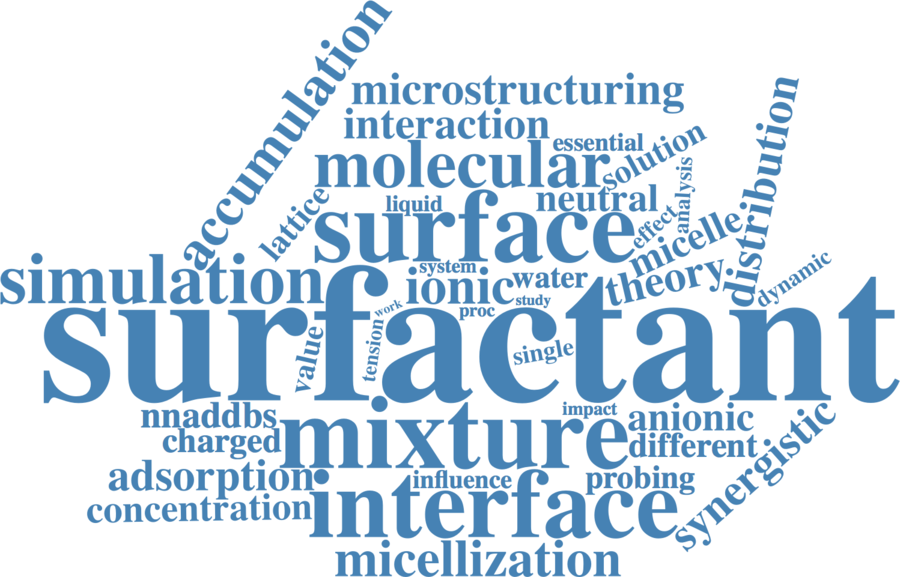 accumulation
microstructuring
interaction
essential
solution
molecular
analysis
distribution
lattice
liquid
neutral
surface
effect
micelle
simulation
system
ionic
water
theory
dynamic
study
proc
work
surfactant
value
tension
single
nnaddbs
mixture
impact
anionic
charged
different
synergistic
adsorption
influence
probing
concentration
interface
micellization